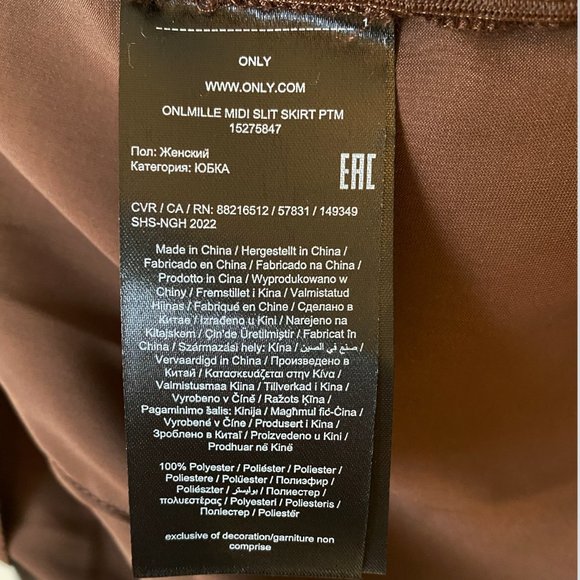 1
ONLY
WWW.ONLY.COM
ONLMILLE MIDI SLIT SKIRT PTM
15275847
Пол: Женский
Категория: ЮБКА
EAC
CVR / CA / RN: 88216512 / 57831 / 149349
SHS-NGH 2022
Made in China / Hergestellt in China /
Fabricado en China / Fabricado na China /
Prodotto in Cina / Wyprodukowano w
Chiny / Fremstillet i Kina / Valmistatud
Hiinas / Fabriqué en Chine / Сделано в
Китае / Izrađeno u Kini / Narejeno na
Kitajskem / Çin'de Üretilmiştir / Fabricat în
China / Származási hely: Kína / صنع في الصين /
Vervaardigd in China / Произведено в
Китай / Κατασκευάζεται στην Κίνα /
Valmistusmaa Kiina / Tillverkad i Kina /
Vyrobeno v Číně / Ražots Ķīna /
Pagaminimo šalis: Kinija / Magħmul fiċ-Ċina /
Vyrobené v Číne / Produsert i Kina /
Зроблено в Китаї / Proizvedeno u Kini /
Prodhuar në Kinë
100% Polyester / Poliéster / Poliester /
Poliestere / Polüester / Полиэфир /
Poliészter / بوليستر / Полиестер /
πολυεστέρας / Polyesteri / Poliesteris /
Поліестер / Poliestër
exclusive of decoration/garniture non
comprise